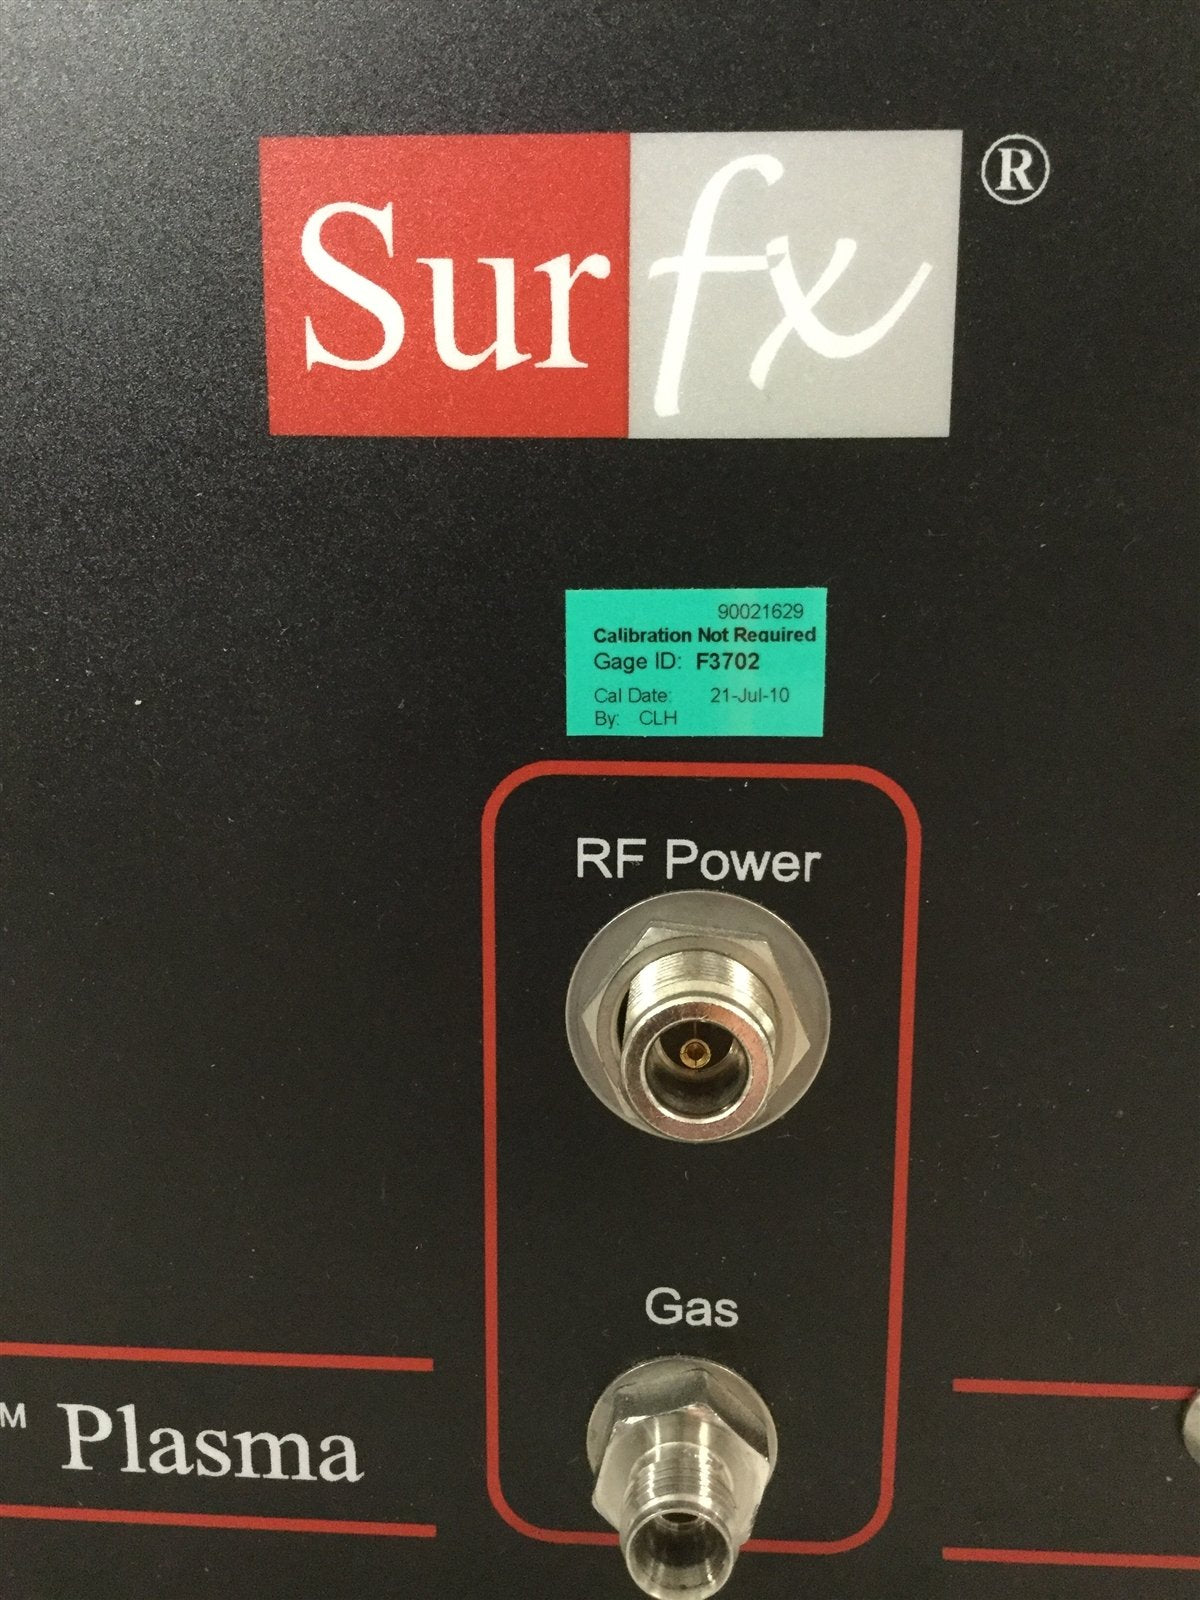 Surfx ®
90021629
Calibration Not Required
Gage ID: F3702
Cal Date: 21-Jul-10
By: CLH
RF Power
Gas
™ Plasma